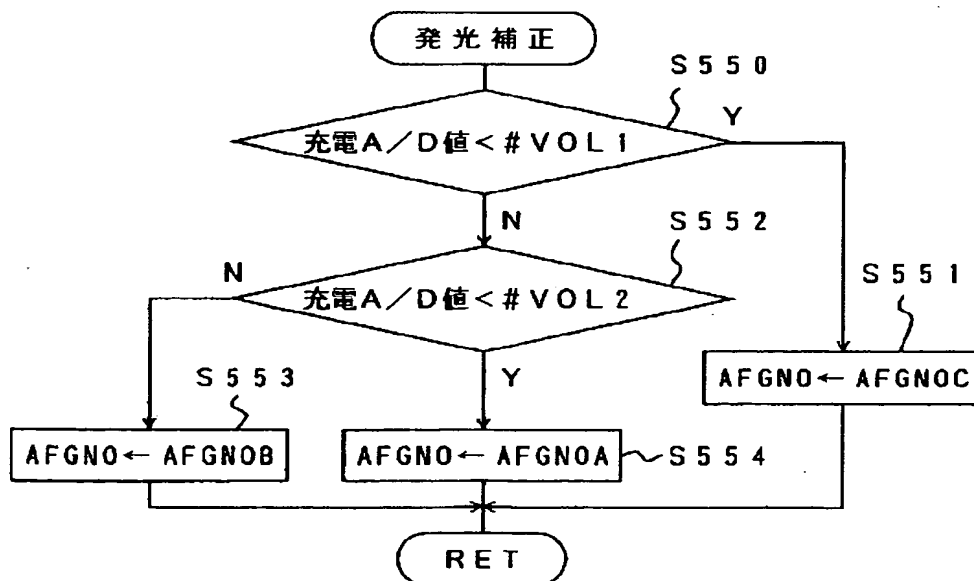 発光補正
S550
充電A/D値<#VOL1
Y
N
S552
充電A/D値<#VOL2
N
Y
S551
AFGNO←AFGNOC
S553
AFGNO←AFGNOB
AFGNO←AFGNOA
S554
RET